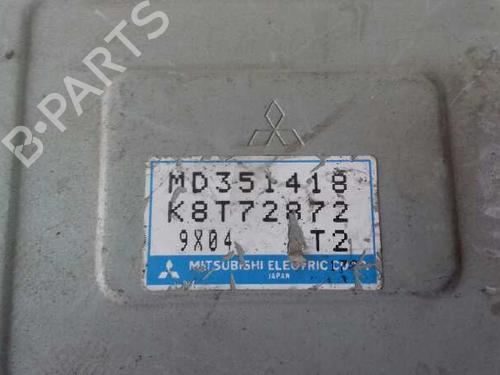 B-PARTS
MD351418
K8T72872
9X04 T2
MITSUBISHI ELECTRIC
JAPAN